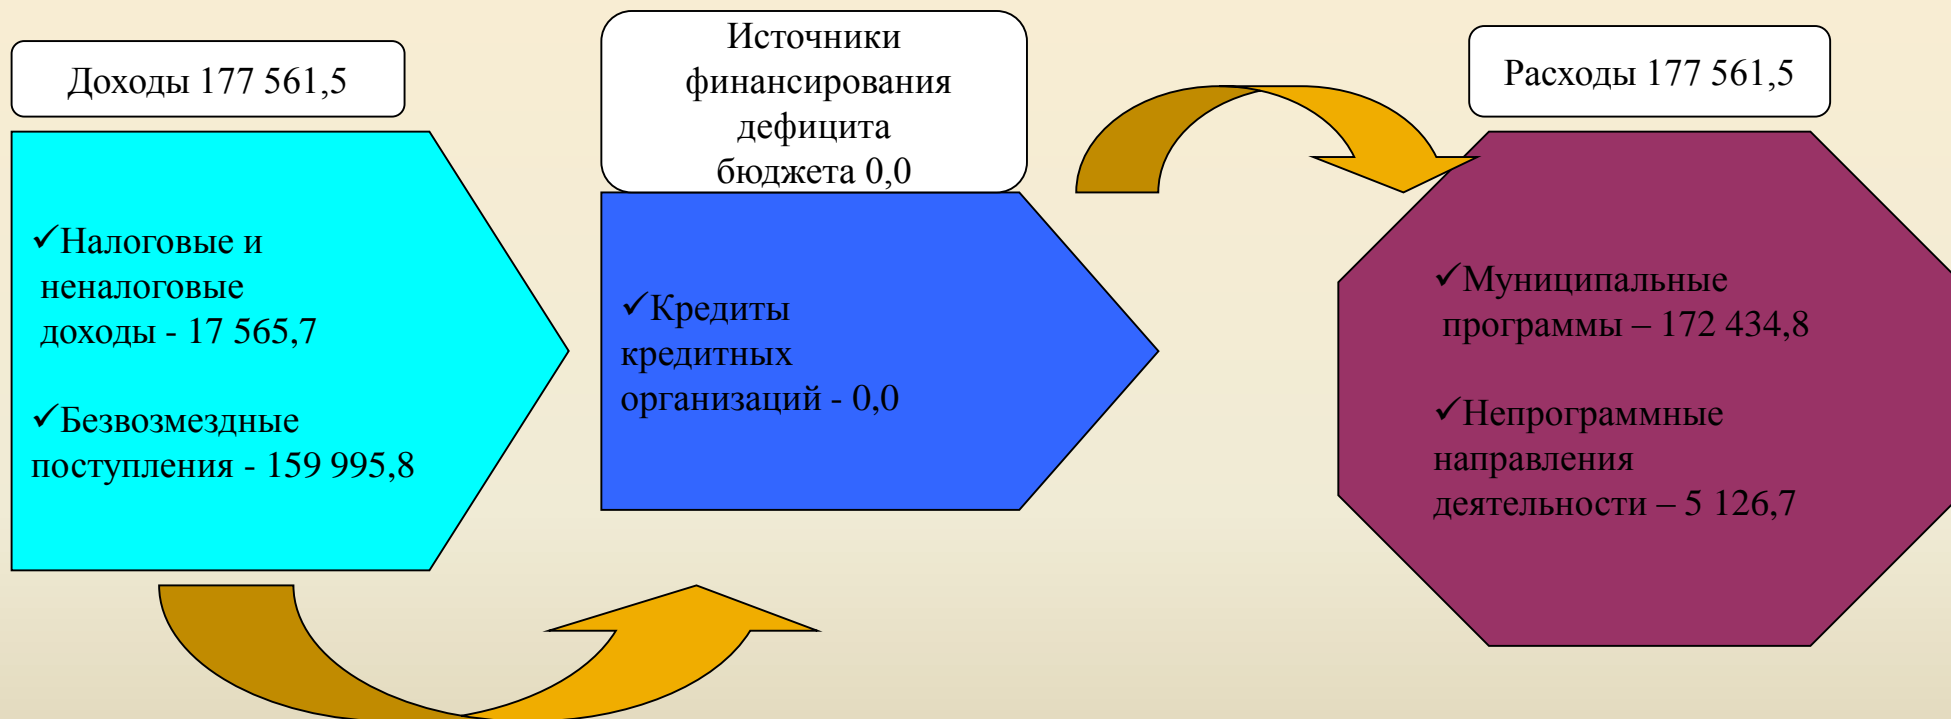 Доходы 177 561,5
✓Налоговые и
неналоговые
доходы - 17 565,7
✓Безвозмездные
поступления - 159 995,8
Источники
финансирования
дефицита
бюджета 0,0
✓Кредиты
кредитных
организаций - 0,0
Расходы 177 561,5
✓Муниципальные
программы – 172 434,8
✓Непрограммные
направления
деятельности – 5 126,7